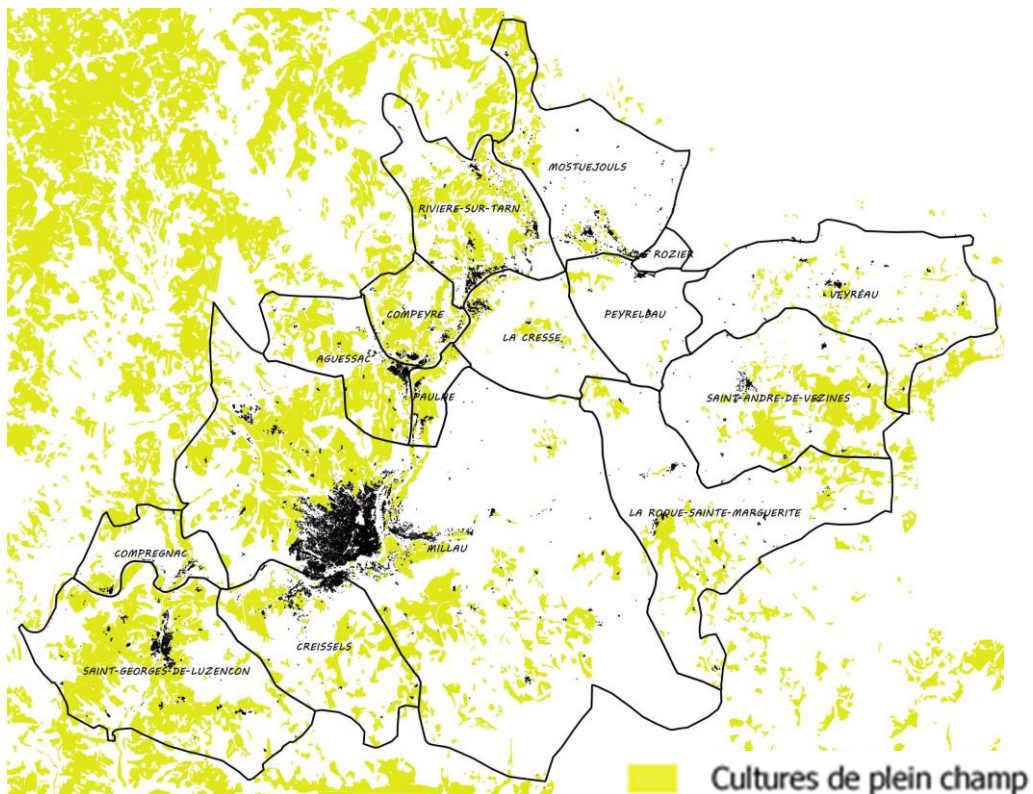 MOSTUEJOULS
RIVIERE-SUR-TARN
LE ROZIER
VEYREAU
COMPEYRE
PEYRELEAU
LA CRESSE
AGUESSAC
PAULHE
SAINT-ANDRE-DE-VEZINES
LA ROQUE-SAINTE-MARGUERITE
MILLAU
COMPREGNAC
CREISSELS
SAINT-GEORGES-DE-LUZENCON
Cultures de plein champ